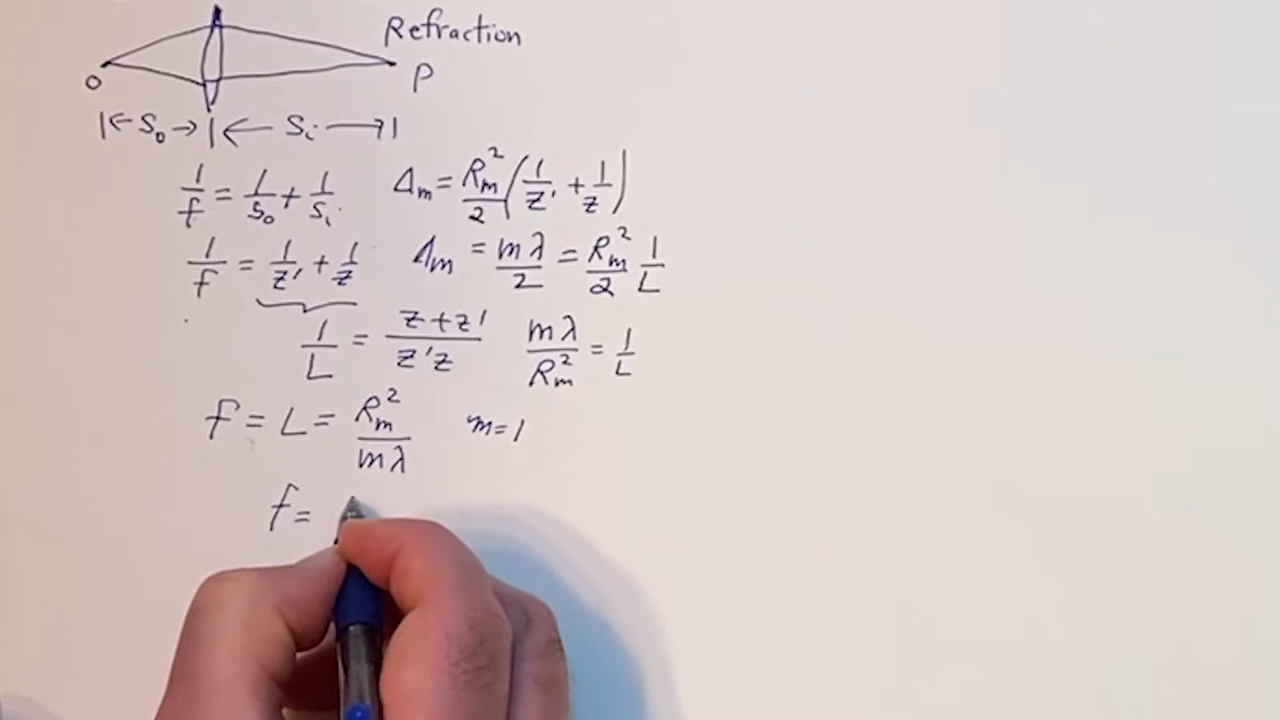 Refraction
O P
|← S₀ →|← Sᵢ →|
1/f = 1/S₀ + 1/Sᵢ Δₘ = Rₘ²/2 (1/z' + 1/z)
1/f = 1/z' + 1/z Δₘ = mλ/2 = Rₘ²/2 1/L
1/L = z+z'/z'z mλ/Rₘ² = 1/L
f = L = Rₘ²/mλ m=1
f =